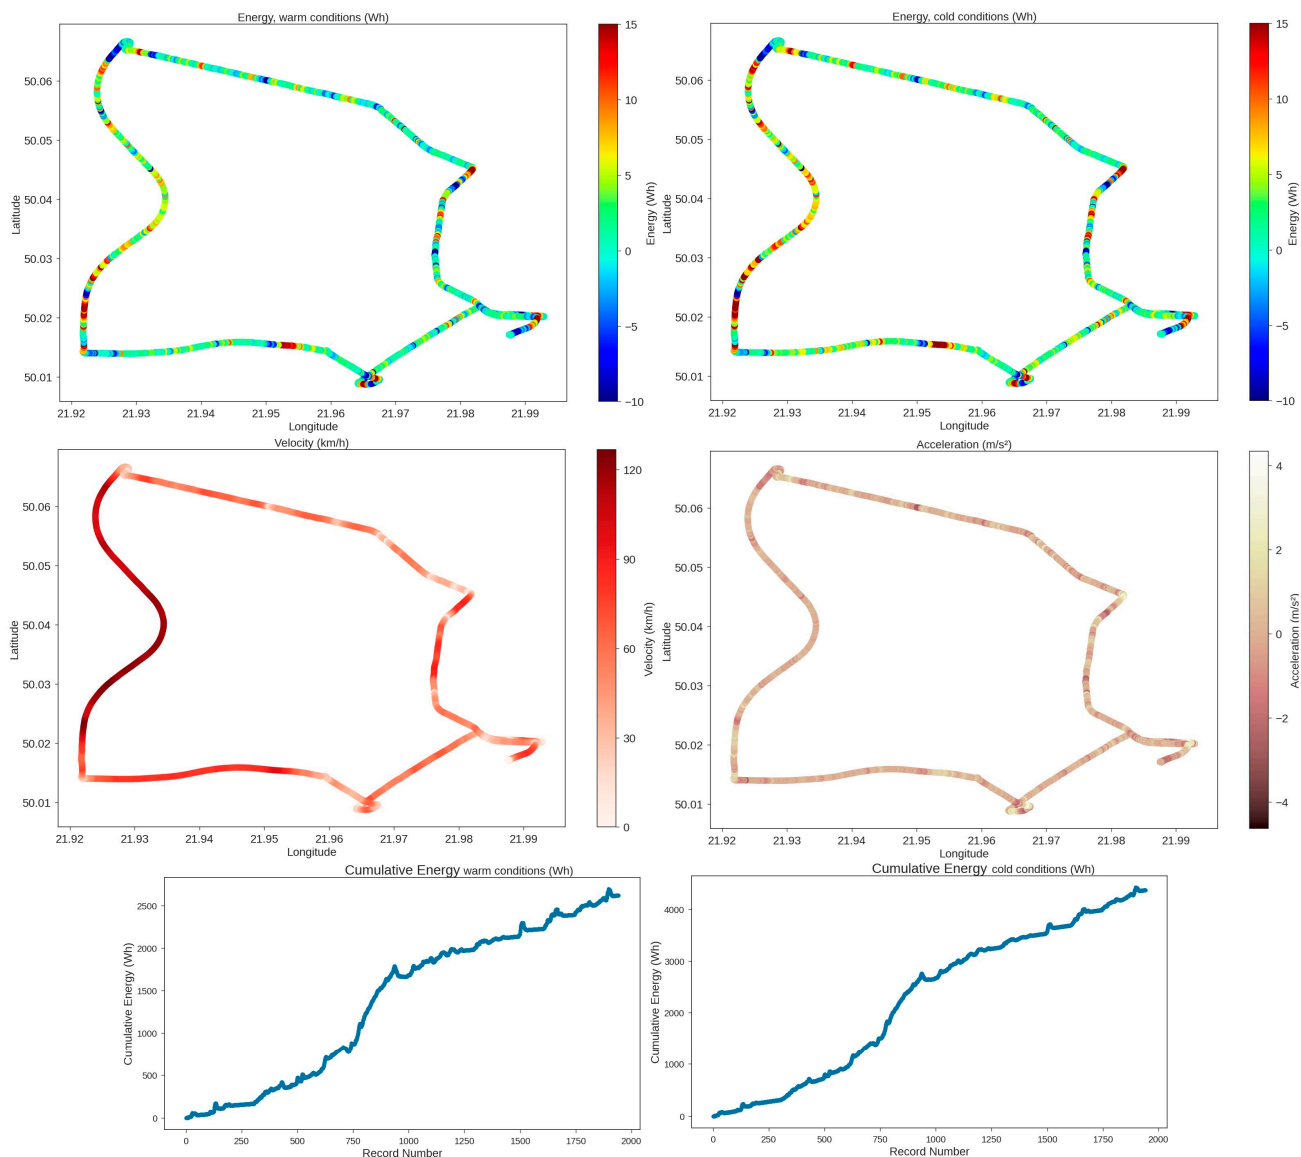 Energy, warm conditions (Wh)
Latitude
50.06
50.05
50.04
50.03
50.02
50.01
21.92 21.93 21.94 21.95 21.96 21.97 21.98 21.99
Longitude
15
10
5
0
−5
−10
Energy (Wh)
Energy, cold conditions (Wh)
Latitude
50.06
50.05
50.04
50.03
50.02
50.01
21.92 21.93 21.94 21.95 21.96 21.97 21.98 21.99
Longitude
15
10
5
0
−5
−10
Energy (Wh)
Velocity (km/h)
Latitude
50.06
50.05
50.04
50.03
50.02
50.01
21.92 21.93 21.94 21.95 21.96 21.97 21.98 21.99
Longitude
120
90
60
30
0
Velocity (km/h)
Acceleration (m/s²)
Latitude
50.06
50.05
50.04
50.03
50.02
50.01
21.92 21.93 21.94 21.95 21.96 21.97 21.98 21.99
Longitude
4
2
0
−2
−4
Acceleration (m/s²)
Cumulative Energy warm conditions (Wh)
Cumulative Energy (Wh)
2500
2000
1500
1000
500
0
0 250 500 750 1000 1250 1500 1750 2000
Record Number
Cumulative Energy cold conditions (Wh)
Cumulative Energy (Wh)
4000
3000
2000
1000
0
0 250 500 750 1000 1250 1500 1750 2000
Record Number